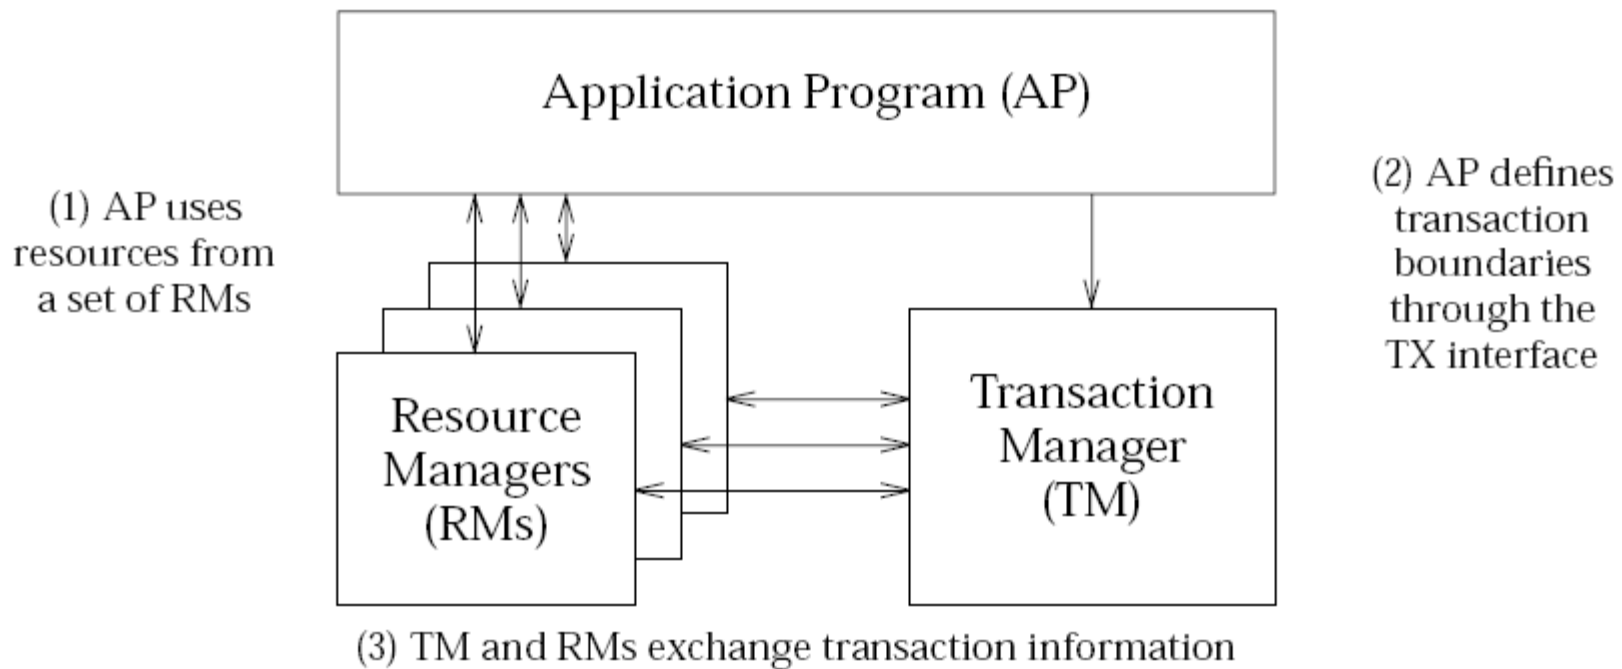 Application Program (AP)
(1) AP uses
resources from
a set of RMs
(2) AP defines
transaction
boundaries
through the
TX interface
Resource
Managers
(RMs)
Transaction
Manager
(TM)
(3) TM and RMs exchange transaction information